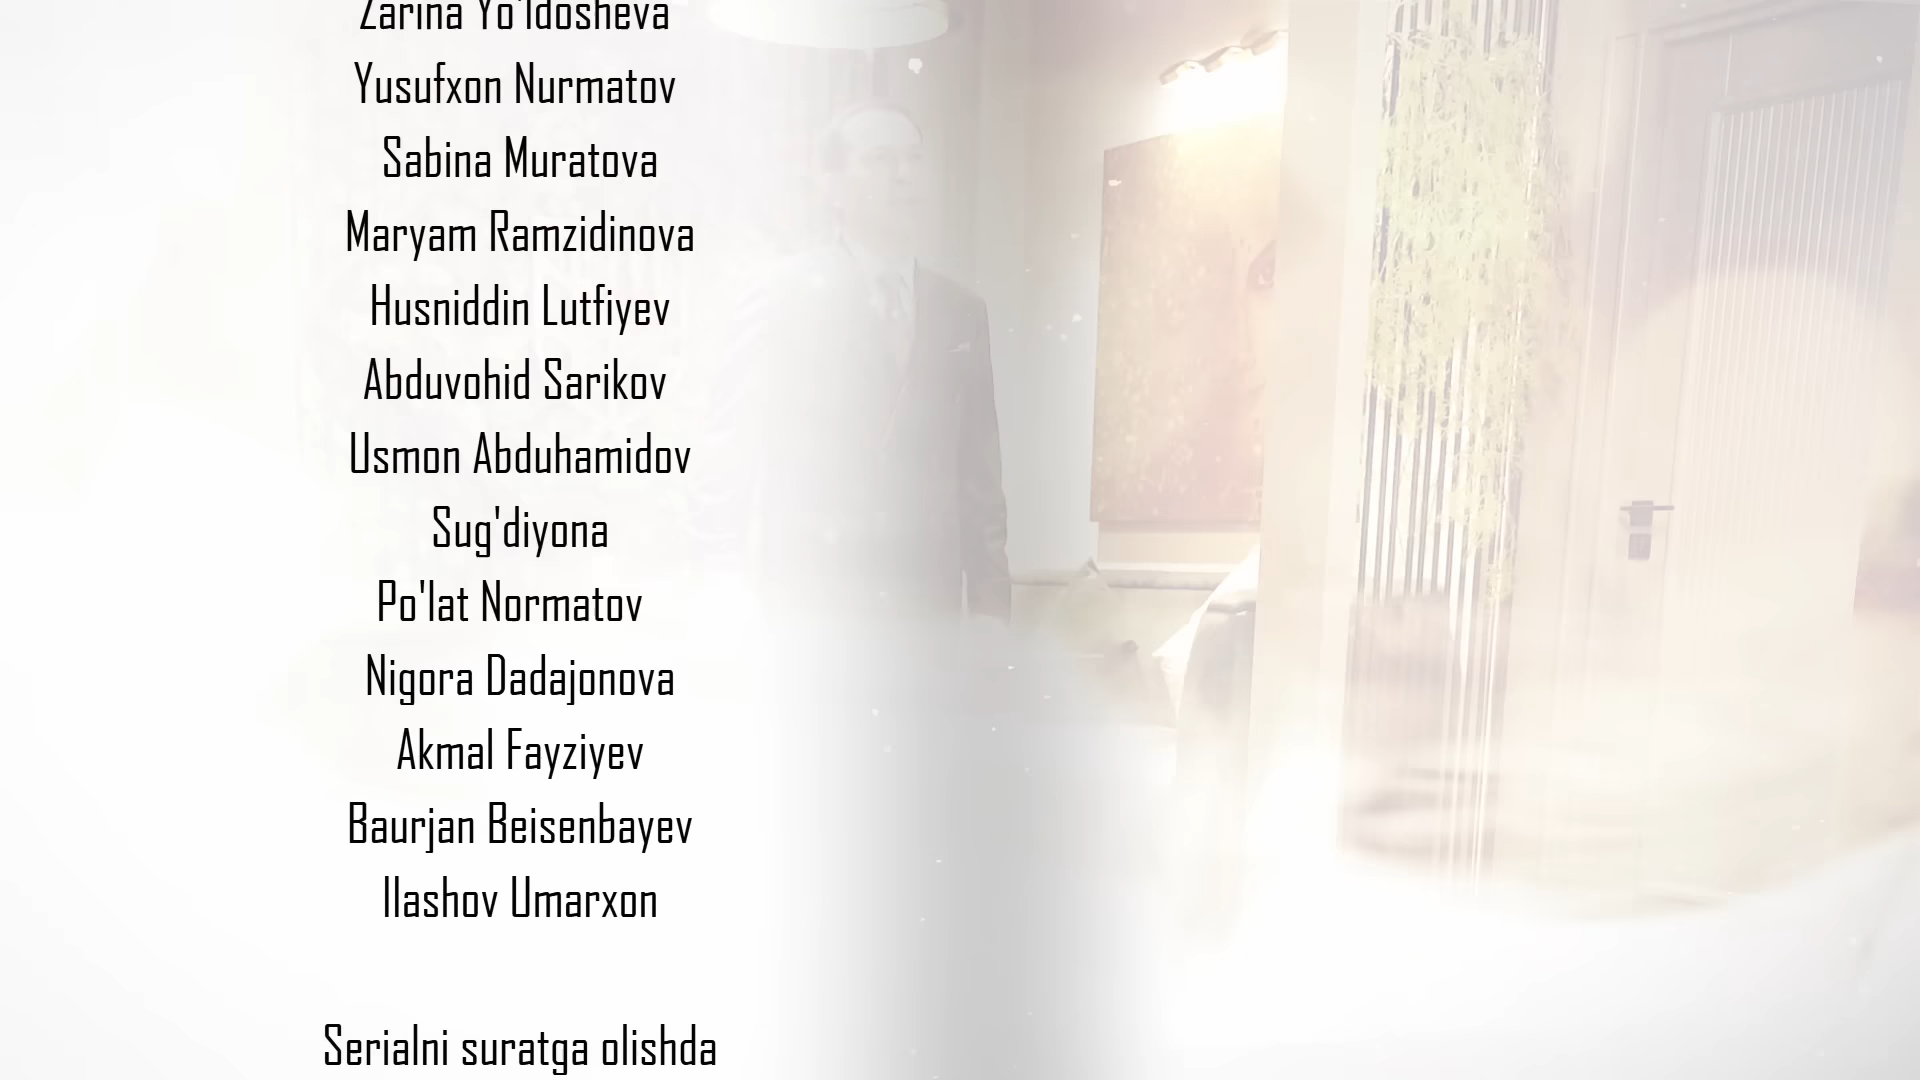 Zarina Yo'ldosheva
Yusufxon Nurmatov
Sabina Muratova
Maryam Ramzidinova
Husniddin Lutfiyev
Abduvohid Sarikov
Usmon Abduhamidov
Sug'diyona
Po'lat Normatov
Nigora Dadajonova
Akmal Fayziyev
Baurjan Beisenbayev
Ilashov Umarxon
Serialni suratga olishda